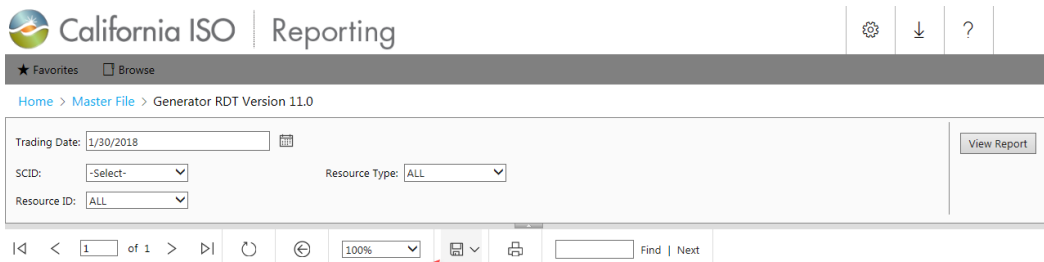 California ISO Reporting
?
Favorites Browse
Home > Master File > Generator RDT Version 11.0
Trading Date: 1/30/2018
View Report
SCID: -Select- Resource Type: ALL
Resource ID: ALL
1 of 1 100% Find | Next